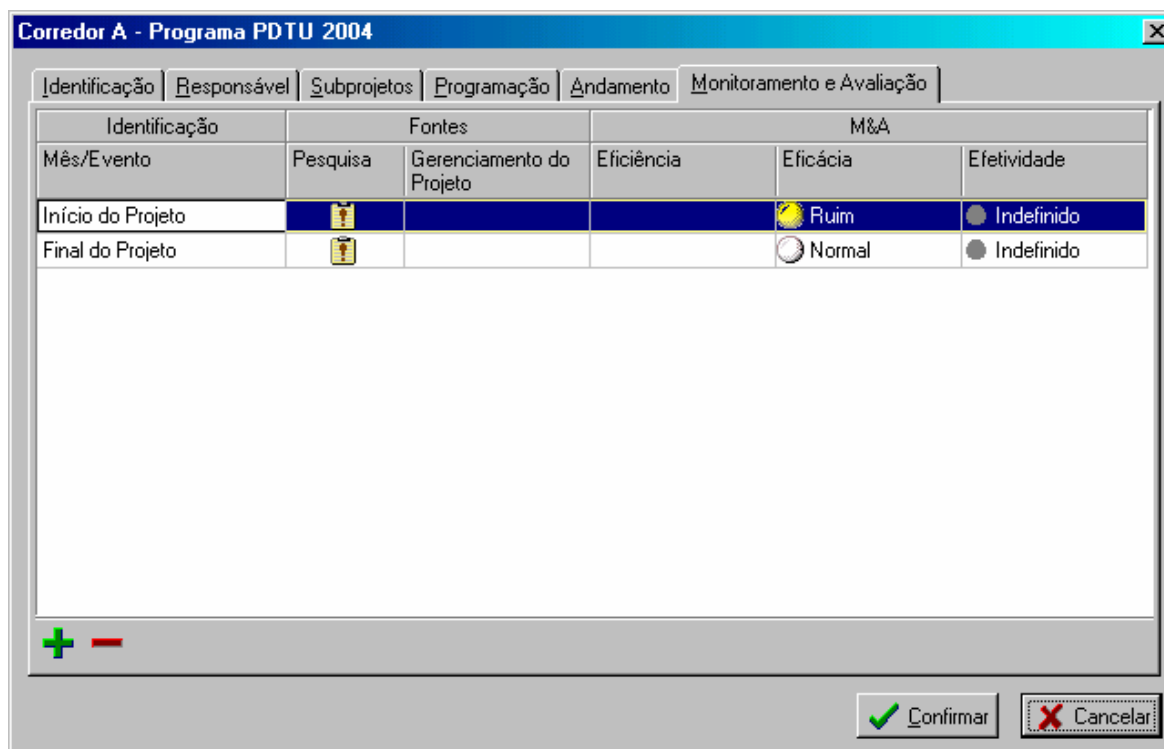 Corredor A - Programa PDTU 2004
Identificação Responsável Subprojetos Programação Andamento Monitoramento e Avaliação
Identificação Fontes M&A
Mês/Evento Pesquisa Gerenciamento do Projeto Eficiência Eficácia Efetividade
Início do Projeto Ruim Indefinido
Final do Projeto Normal Indefinido
Confirmar Cancelar